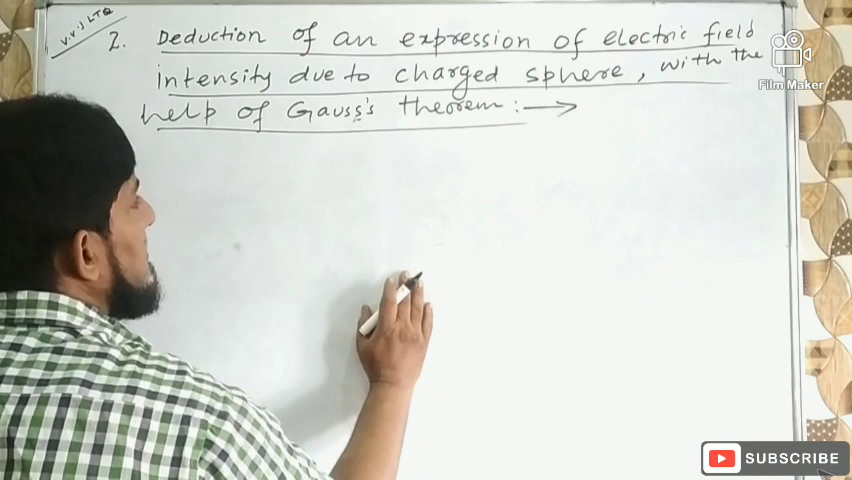 V.V.J LTQ
2. Deduction of an expression of electric field
intensity due to charged sphere, with the
help of Gauss's theorem:→
Film Maker
SUBSCRIBE